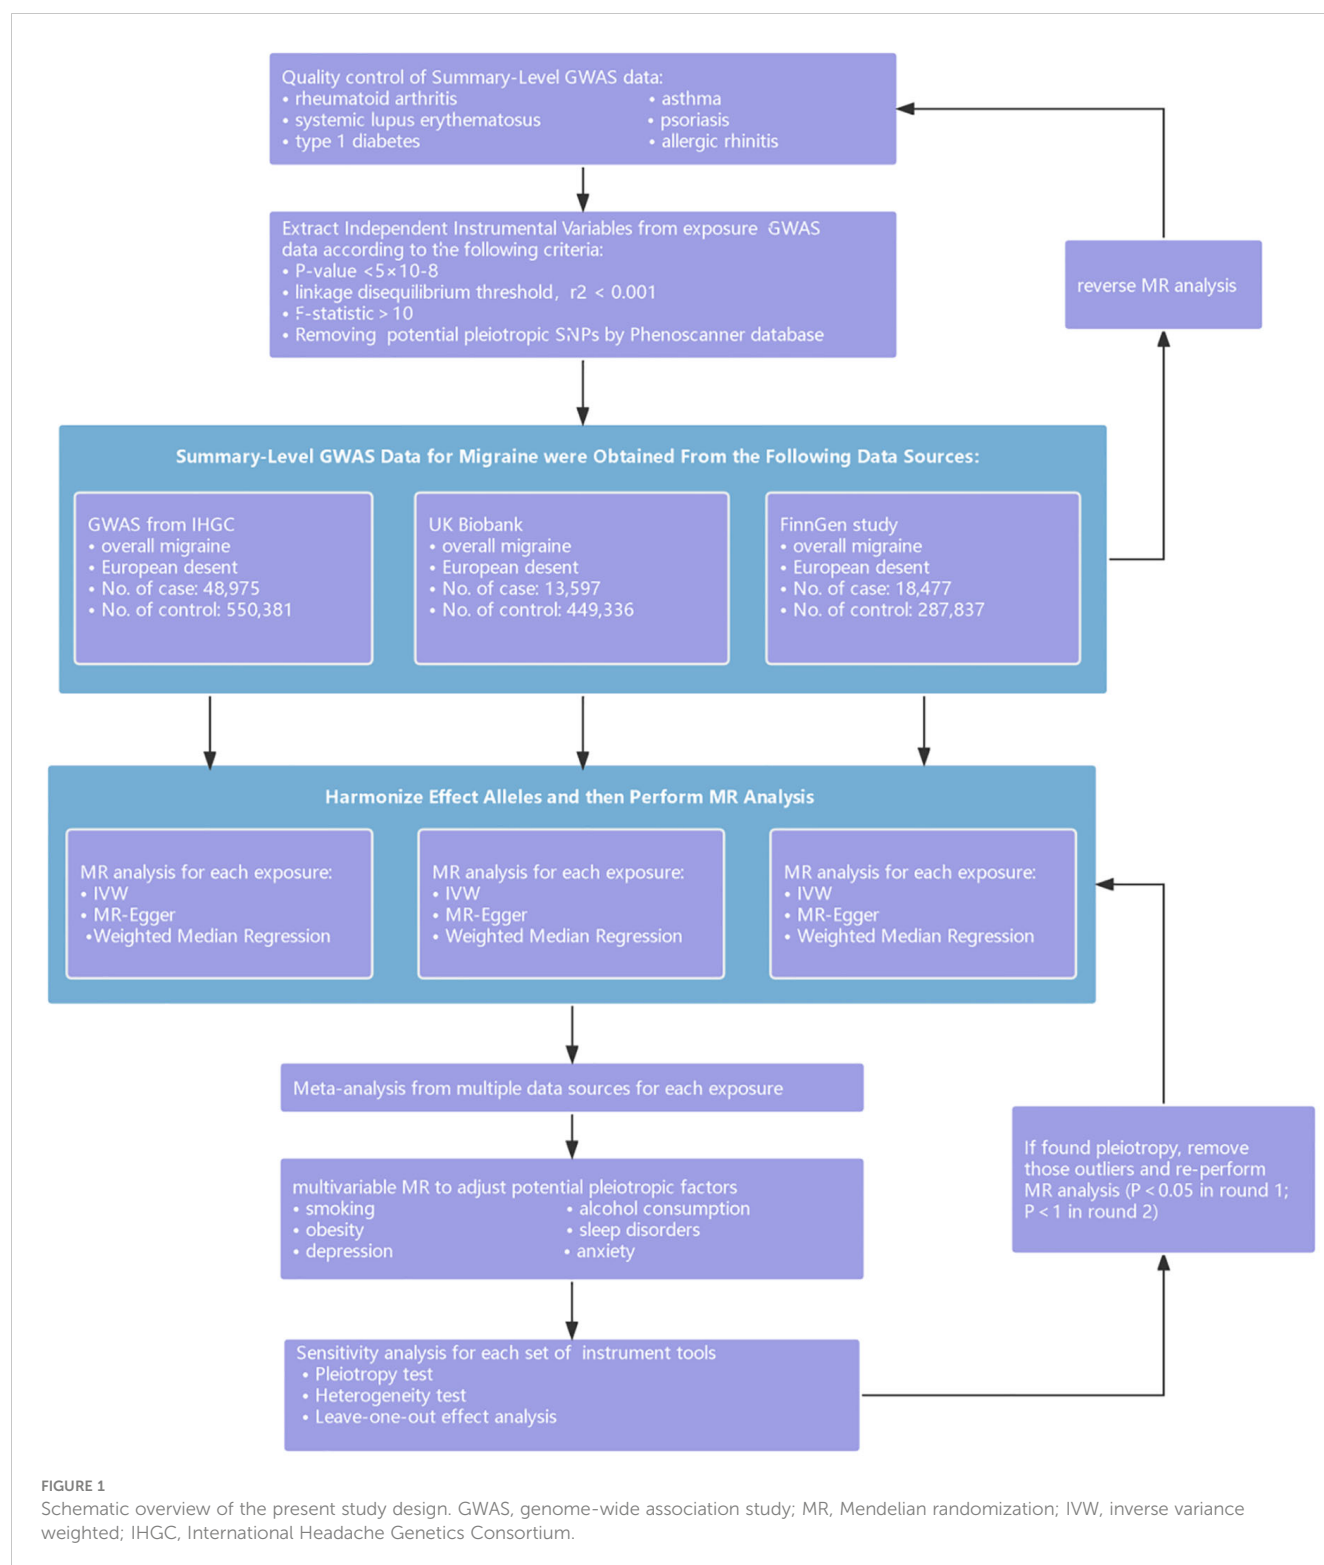 Quality control of Summary-Level GWAS data:
• rheumatoid arthritis
• systemic lupus erythematosus
• type 1 diabetes
• asthma
• psoriasis
• allergic rhinitis
Extract Independent Instrumental Variables from exposure GWAS
data according to the following criteria:
• P-value <5×10-8
• linkage disequilibrium threshold, r2 < 0.001
• F-statistic > 10
• Removing potential pleiotropic SNPs by Phenoscanner database
reverse MR analysis
Summary-Level GWAS Data for Migraine were Obtained From the Following Data Sources:
GWAS from IHGC
• overall migraine
• European desent
• No. of case: 48,975
• No. of control: 550,381
UK Biobank
• overall migraine
• European desent
• No. of case: 13,597
• No. of control: 449,336
FinnGen study
• overall migraine
• European desent
• No. of case: 18,477
• No. of control: 287,837
Harmonize Effect Alleles and then Perform MR Analysis
MR analysis for each exposure:
• IVW
• MR-Egger
•Weighted Median Regression
MR analysis for each exposure:
• IVW
• MR-Egger
• Weighted Median Regression
MR analysis for each exposure:
• IVW
• MR-Egger
• Weighted Median Regression
Meta-analysis from multiple data sources for each exposure
multivariable MR to adjust potential pleiotropic factors
• smoking
• obesity
• depression
• alcohol consumption
• sleep disorders
• anxiety
If found pleiotropy, remove
those outliers and re-perform
MR analysis (P < 0.05 in round 1;
P < 1 in round 2)
Sensitivity analysis for each set of instrument tools
• Pleiotropy test
• Heterogeneity test
• Leave-one-out effect analysis
FIGURE 1
Schematic overview of the present study design. GWAS, genome-wide association study; MR, Mendelian randomization; IVW, inverse variance
weighted; IHGC, International Headache Genetics Consortium.